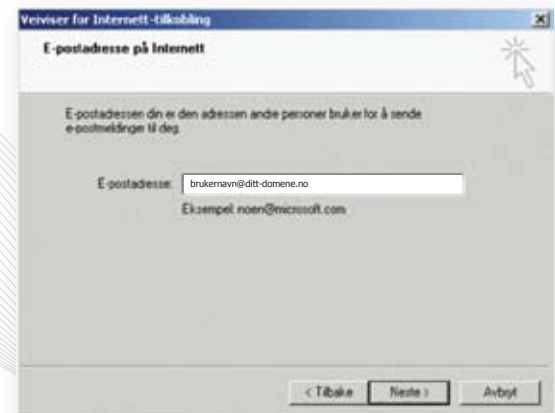 Veiviser for Internett-tilkobling
E-postadresse på Internett
E-postadressen din er den adressen andre personer bruker for å sende
e-postmeldinger til deg.
E-postadresse: brukernavn@ditt-domene.no
Eksempel: noen@microsoft.com
< Tilbake Neste > Avbryt